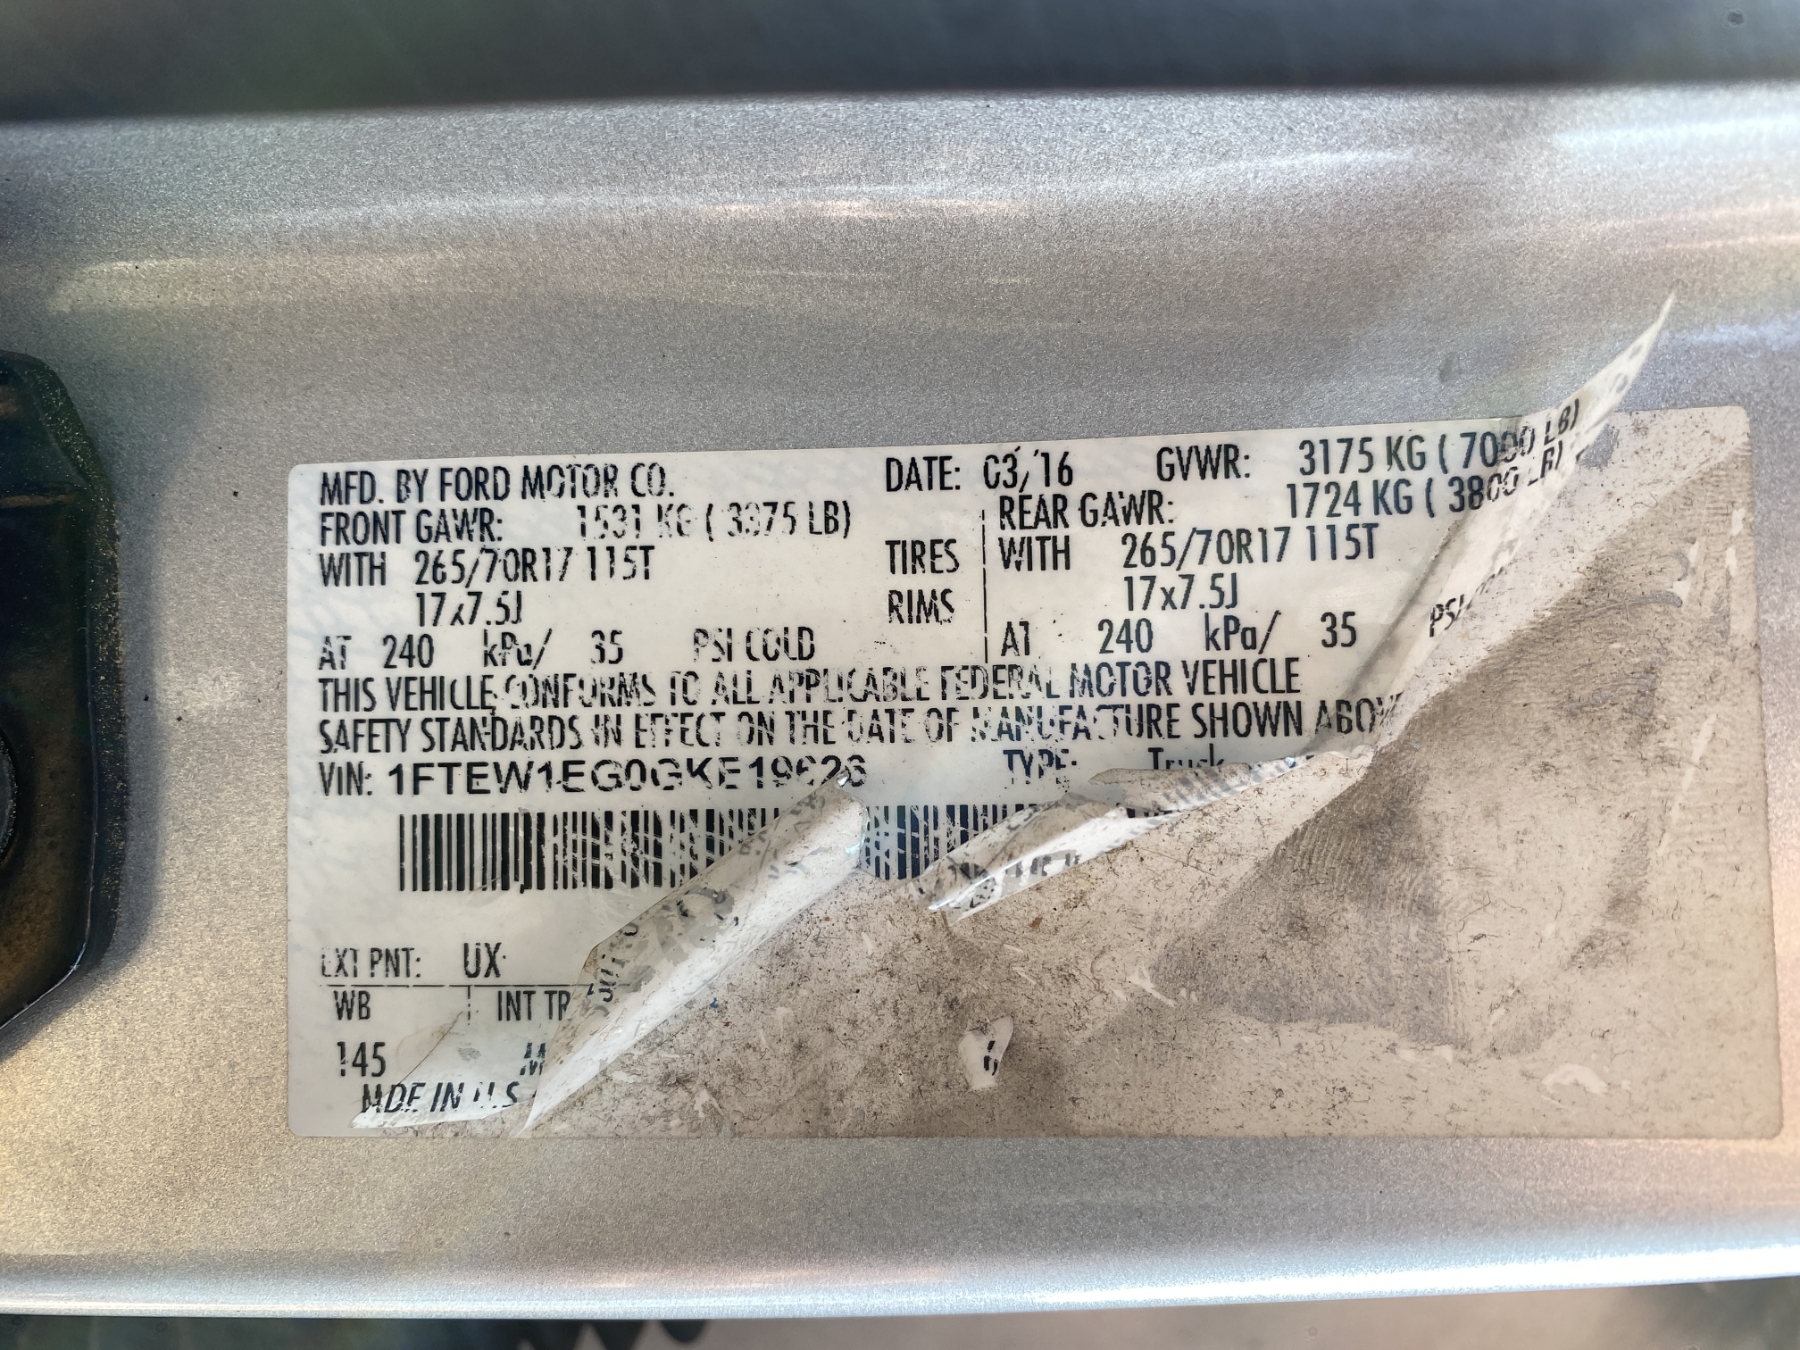 MFD. BY FORD MOTOR CO. DATE: 03/16 GVWR: 3175 KG ( 7000 LB)
FRONT GAWR: 1531 KG ( 3375 LB) REAR GAWR: 1724 KG ( 3800 LB)
WITH 265/70R17 115T TIRES WITH 265/70R17 115T
17x7.5J RIMS 17x7.5J
AT 240 kPa/ 35 PSI COLD AT 240 kPa/ 35 PSI
THIS VEHICLE CONFORMS TO ALL APPLICABLE FEDERAL MOTOR VEHICLE
SAFETY STANDARDS IN EFFECT ON THE DATE OF MANUFACTURE SHOWN ABOVE
VIN: 1FTEW1EG0GKE19626 TYPE: Truck
EXT PNT: UX
WB INT TR
145
MDE IN U.S